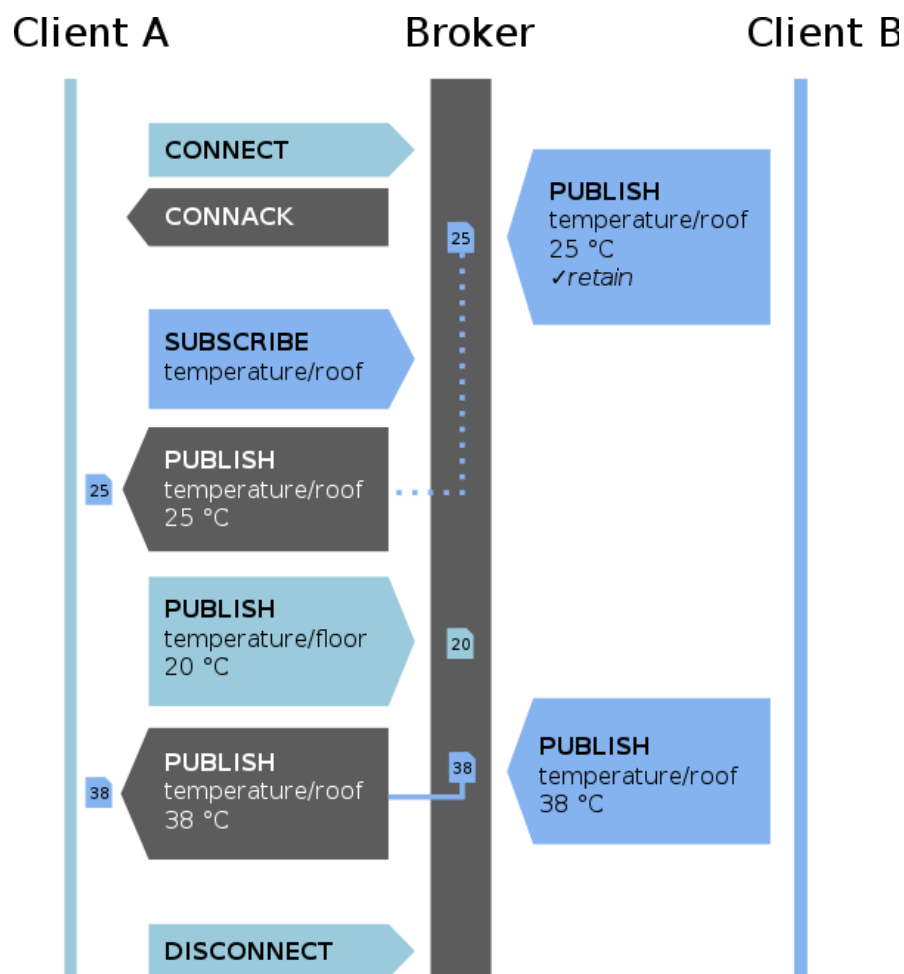 Client A
Broker
Client B
CONNECT
CONNACK
PUBLISH
temperature/roof
25 °C
✓retain
25
SUBSCRIBE
temperature/roof
PUBLISH
temperature/roof
25 °C
25
PUBLISH
temperature/floor
20 °C
20
PUBLISH
temperature/roof
38 °C
38
PUBLISH
temperature/roof
38 °C
38
DISCONNECT